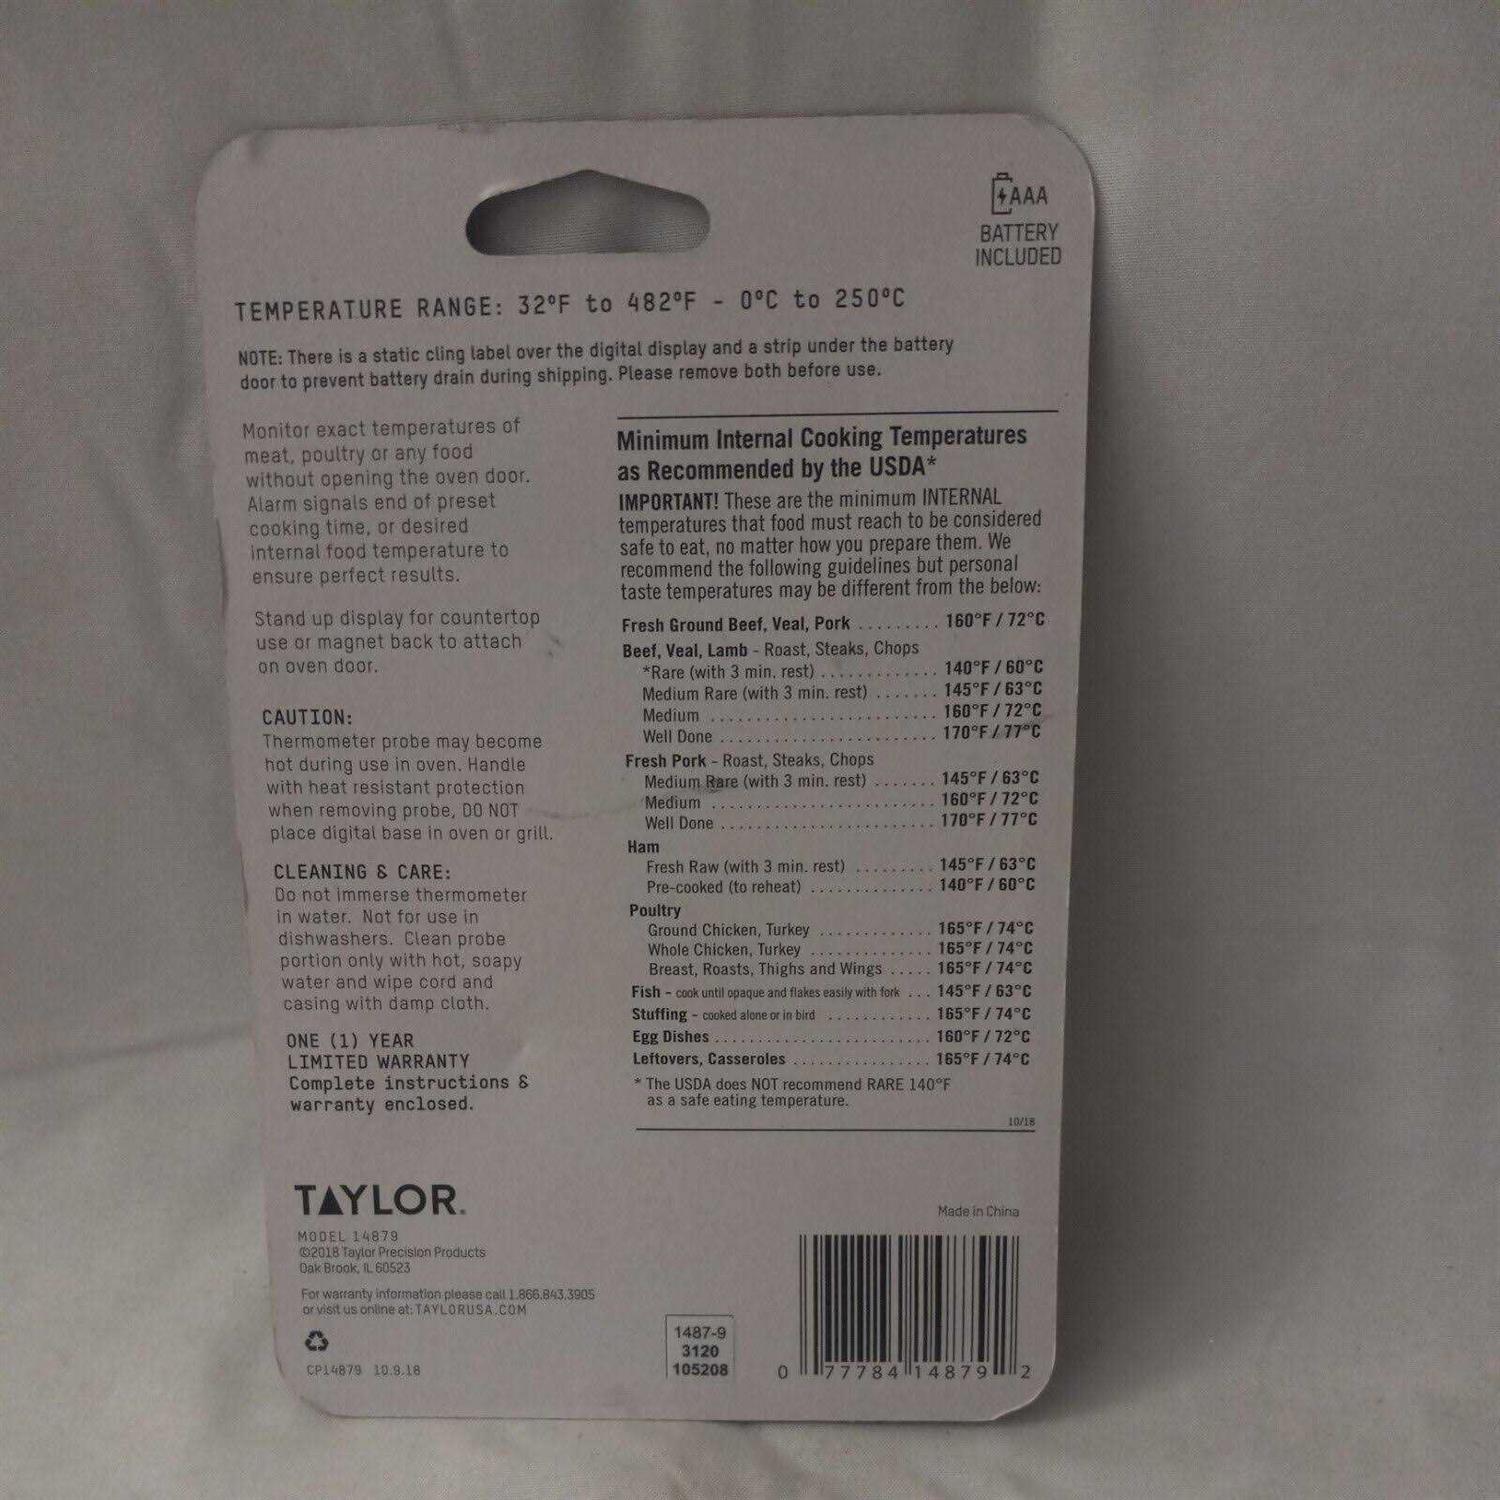 AAA
BATTERY
INCLUDED
TEMPERATURE RANGE: 32°F to 482°F - 0°C to 250°C
NOTE: There is a static cling label over the digital display and a strip under the battery
door to prevent battery drain during shipping. Please remove both before use.
Monitor exact temperatures of
meat, poultry or any food
without opening the oven door.
Alarm signals end of preset
cooking time, or desired
internal food temperature to
ensure perfect results.
Stand up display for countertop
use or magnet back to attach
on oven door.
CAUTION:
Thermometer probe may become
hot during use in oven. Handle
with heat resistant protection
when removing probe, DO NOT
place digital base in oven or grill.
CLEANING & CARE:
Do not immerse thermometer
in water. Not for use in
dishwashers. Clean probe
portion only with hot, soapy
water and wipe cord and
casing with damp cloth.
ONE (1) YEAR
LIMITED WARRANTY
Complete instructions &
warranty enclosed.
Minimum Internal Cooking Temperatures
as Recommended by the USDA*
IMPORTANT! These are the minimum INTERNAL
temperatures that food must reach to be considered
safe to eat, no matter how you prepare them. We
recommend the following guidelines but personal
taste temperatures may be different from the below:
Fresh Ground Beef, Veal, Pork ......... 160°F / 72°C
Beef, Veal, Lamb - Roast, Steaks, Chops
*Rare (with 3 min. rest) ............. 140°F / 60°C
Medium Rare (with 3 min. rest) ....... 145°F / 63°C
Medium ......................... 160°F / 72°C
Well Done ........................ 170°F / 77°C
Fresh Pork - Roast, Steaks, Chops
Medium Rare (with 3 min. rest) ....... 145°F / 63°C
Medium ......................... 160°F / 72°C
Well Done ........................ 170°F / 77°C
Ham
Fresh Raw (with 3 min. rest) ......... 145°F / 63°C
Pre-cooked (to reheat) .............. 140°F / 60°C
Poultry
Ground Chicken, Turkey ............. 165°F / 74°C
Whole Chicken, Turkey .............. 165°F / 74°C
Breast, Roasts, Thighs and Wings ..... 165°F / 74°C
Fish - cook until opaque and flakes easily with fork ... 145°F / 63°C
Stuffing - cooked alone or in bird ............ 165°F / 74°C
Egg Dishes ........................ 160°F / 72°C
Leftovers, Casseroles ................ 165°F / 74°C
* The USDA does NOT recommend RARE 140°F
as a safe eating temperature.
10/18
TAYLOR.
MODEL 14879
©2018 Taylor Precision Products
Oak Brook, IL 60523
For warranty information please call 1.866.843.3905
or visit us online at: TAYLORUSA.COM
CP14879 10.9.18
1487-9
3120
105208
Made in China
0 77784 14879 2